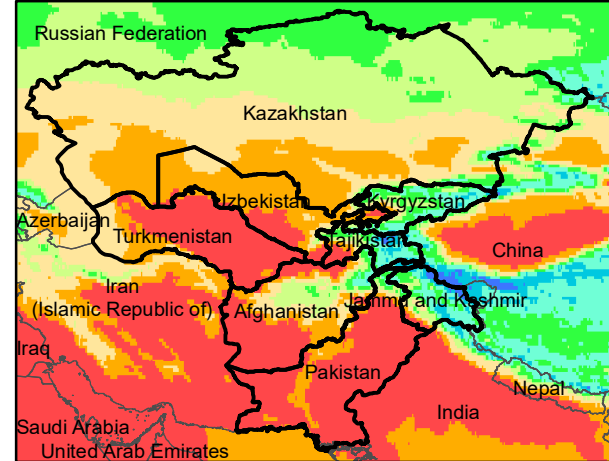 Russian Federation
Kazakhstan
Izbekistan
Kyrgyzstan
Azerbaijan
Turkmenistan
Tajikistan
China
Iran
(Islamic Republic of)
Afghanistan
Jammu and Kashmir
Iraq
Pakistan
Nepal
India
Saudi Arabia
United Arab Emirates